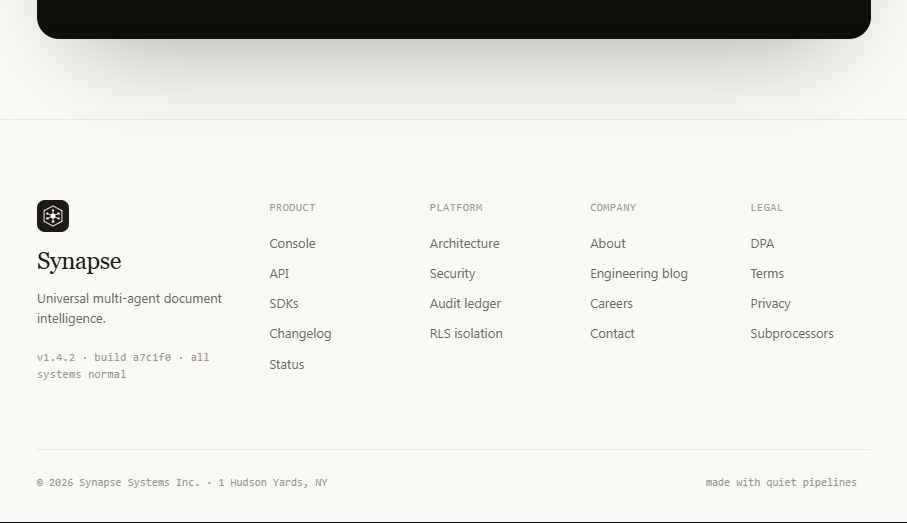 Synapse
Universal multi-agent document
intelligence.
v1.4.2 · build a7c1f0 · all
systems normal
PRODUCT
Console
API
SDKs
Changelog
Status
PLATFORM
Architecture
Security
Audit ledger
RLS isolation
COMPANY
About
Engineering blog
Careers
Contact
LEGAL
DPA
Terms
Privacy
Subprocessors
© 2026 Synapse Systems Inc. · 1 Hudson Yards, NY
made with quiet pipelines